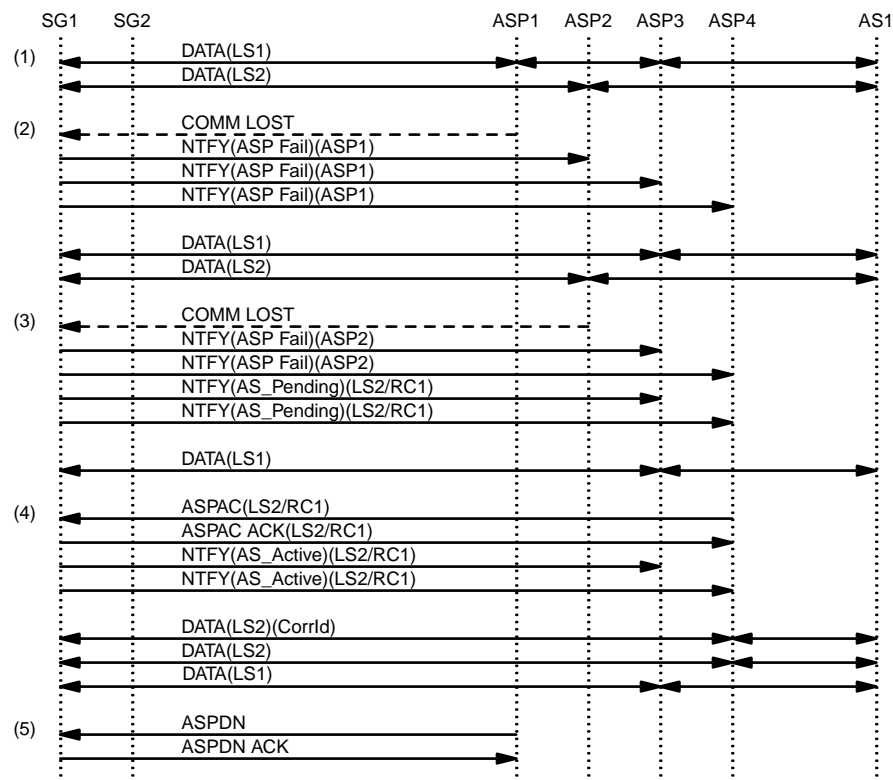 SG1 SG2 ASP1 ASP2 ASP3 ASP4 AS1
(1) DATA(LS1)
DATA(LS2)
(2) COMM LOST
NTFY(ASP Fail)(ASP1)
NTFY(ASP Fail)(ASP1)
NTFY(ASP Fail)(ASP1)
DATA(LS1)
DATA(LS2)
(3) COMM LOST
NTFY(ASP Fail)(ASP2)
NTFY(ASP Fail)(ASP2)
NTFY(AS_Pending)(LS2/RC1)
NTFY(AS_Pending)(LS2/RC1)
DATA(LS1)
(4) ASPAC(LS2/RC1)
ASPAC ACK(LS2/RC1)
NTFY(AS_Active)(LS2/RC1)
NTFY(AS_Active)(LS2/RC1)
DATA(LS2)(CorrId)
DATA(LS2)
DATA(LS1)
(5) ASPDN
ASPDN ACK